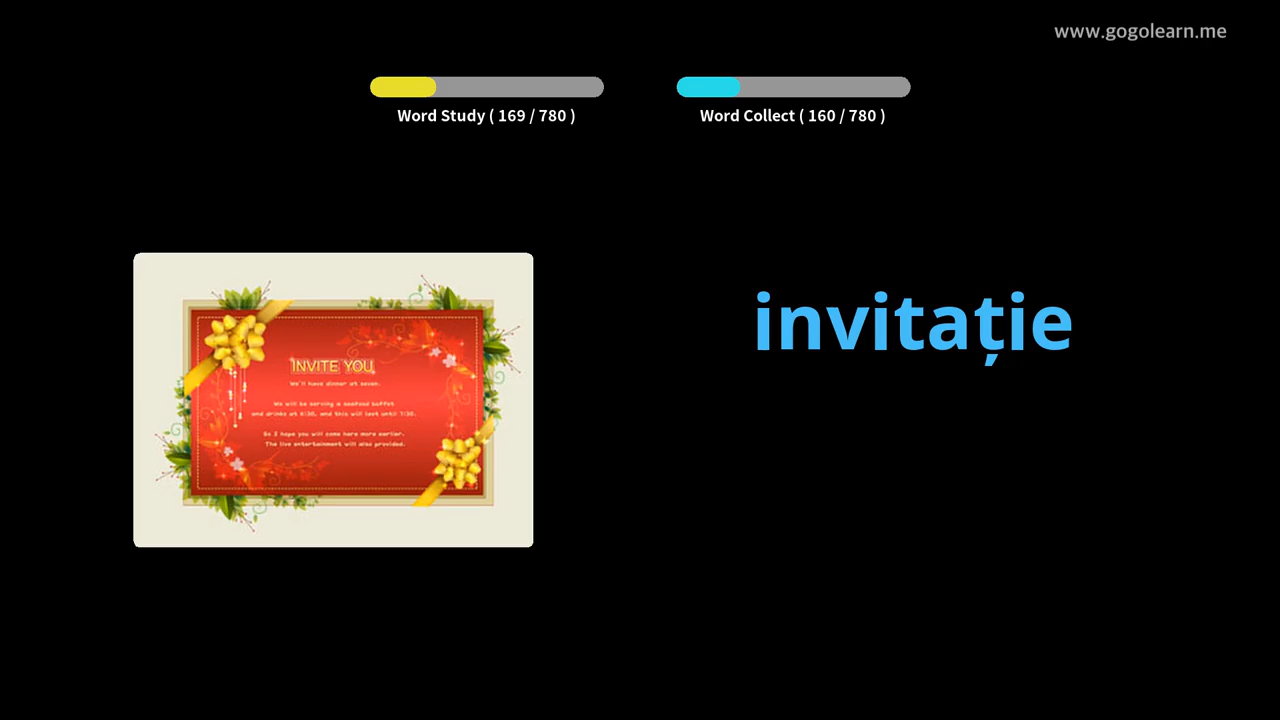 www.gogolearn.me
Word Study ( 169 / 780 )
Word Collect ( 160 / 780 )
invitație
INVITE YOU
We'll have dinner at seven.
We will be serving a seafood buffet
and drinks at 6:30, and this will last until 7:30.
So I hope you will come here more earlier.
The live entertainment will also provided.